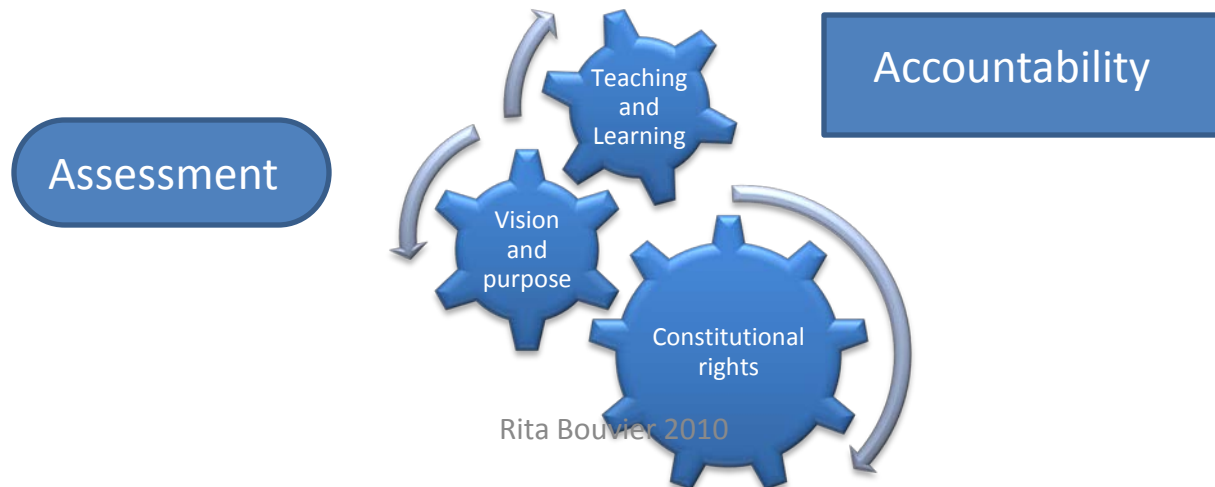 Teaching
and
Learning
Accountability
Assessment
Vision
and
purpose
Constitutional
rights
Rita Bouvier 2010